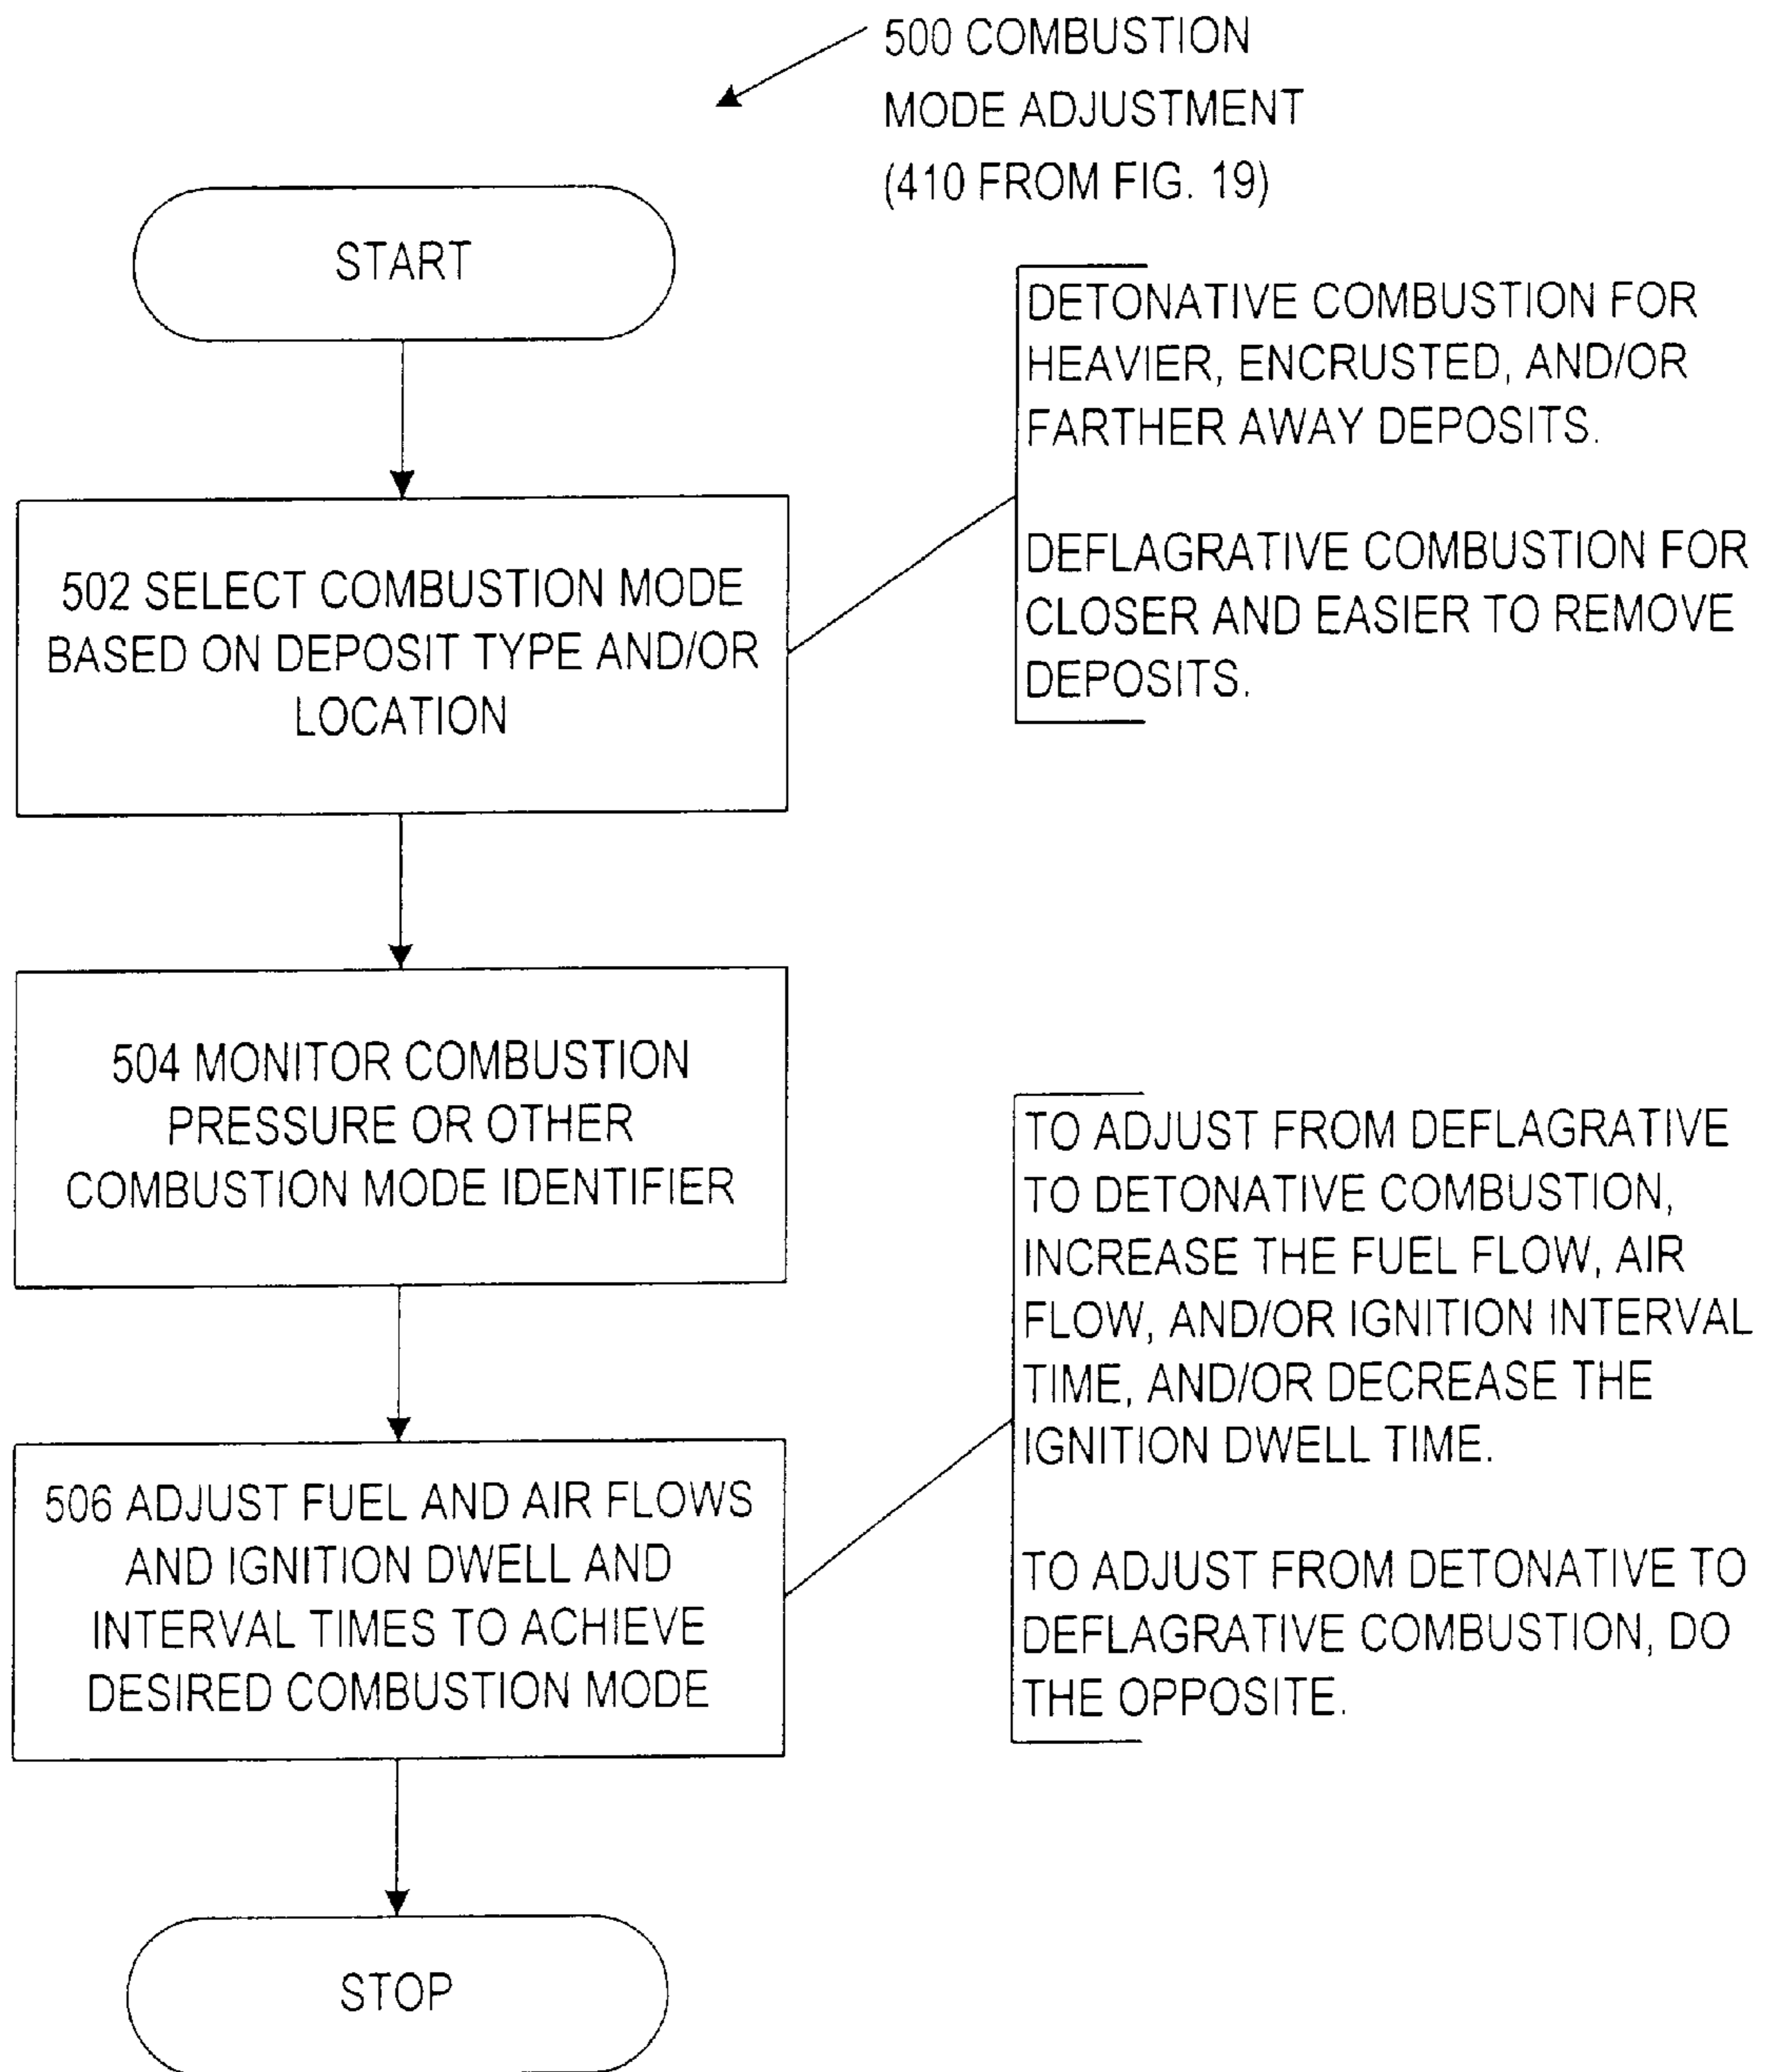 500 COMBUSTION
MODE ADJUSTMENT
(410 FROM FIG. 19)
START
DETONATIVE COMBUSTION FOR
HEAVIER, ENCRUSTED, AND/OR
FARTHER AWAY DEPOSITS.
DEFLAGRATIVE COMBUSTION FOR
CLOSER AND EASIER TO REMOVE
DEPOSITS.
502 SELECT COMBUSTION MODE
BASED ON DEPOSIT TYPE AND/OR
LOCATION
504 MONITOR COMBUSTION
PRESSURE OR OTHER
COMBUSTION MODE IDENTIFIER
TO ADJUST FROM DEFLAGRATIVE
TO DETONATIVE COMBUSTION,
INCREASE THE FUEL FLOW, AIR
FLOW, AND/OR IGNITION INTERVAL
TIME, AND/OR DECREASE THE
IGNITION DWELL TIME.
TO ADJUST FROM DETONATIVE TO
DEFLAGRATIVE COMBUSTION, DO
THE OPPOSITE.
506 ADJUST FUEL AND AIR FLOWS
AND IGNITION DWELL AND
INTERVAL TIMES TO ACHIEVE
DESIRED COMBUSTION MODE
STOP